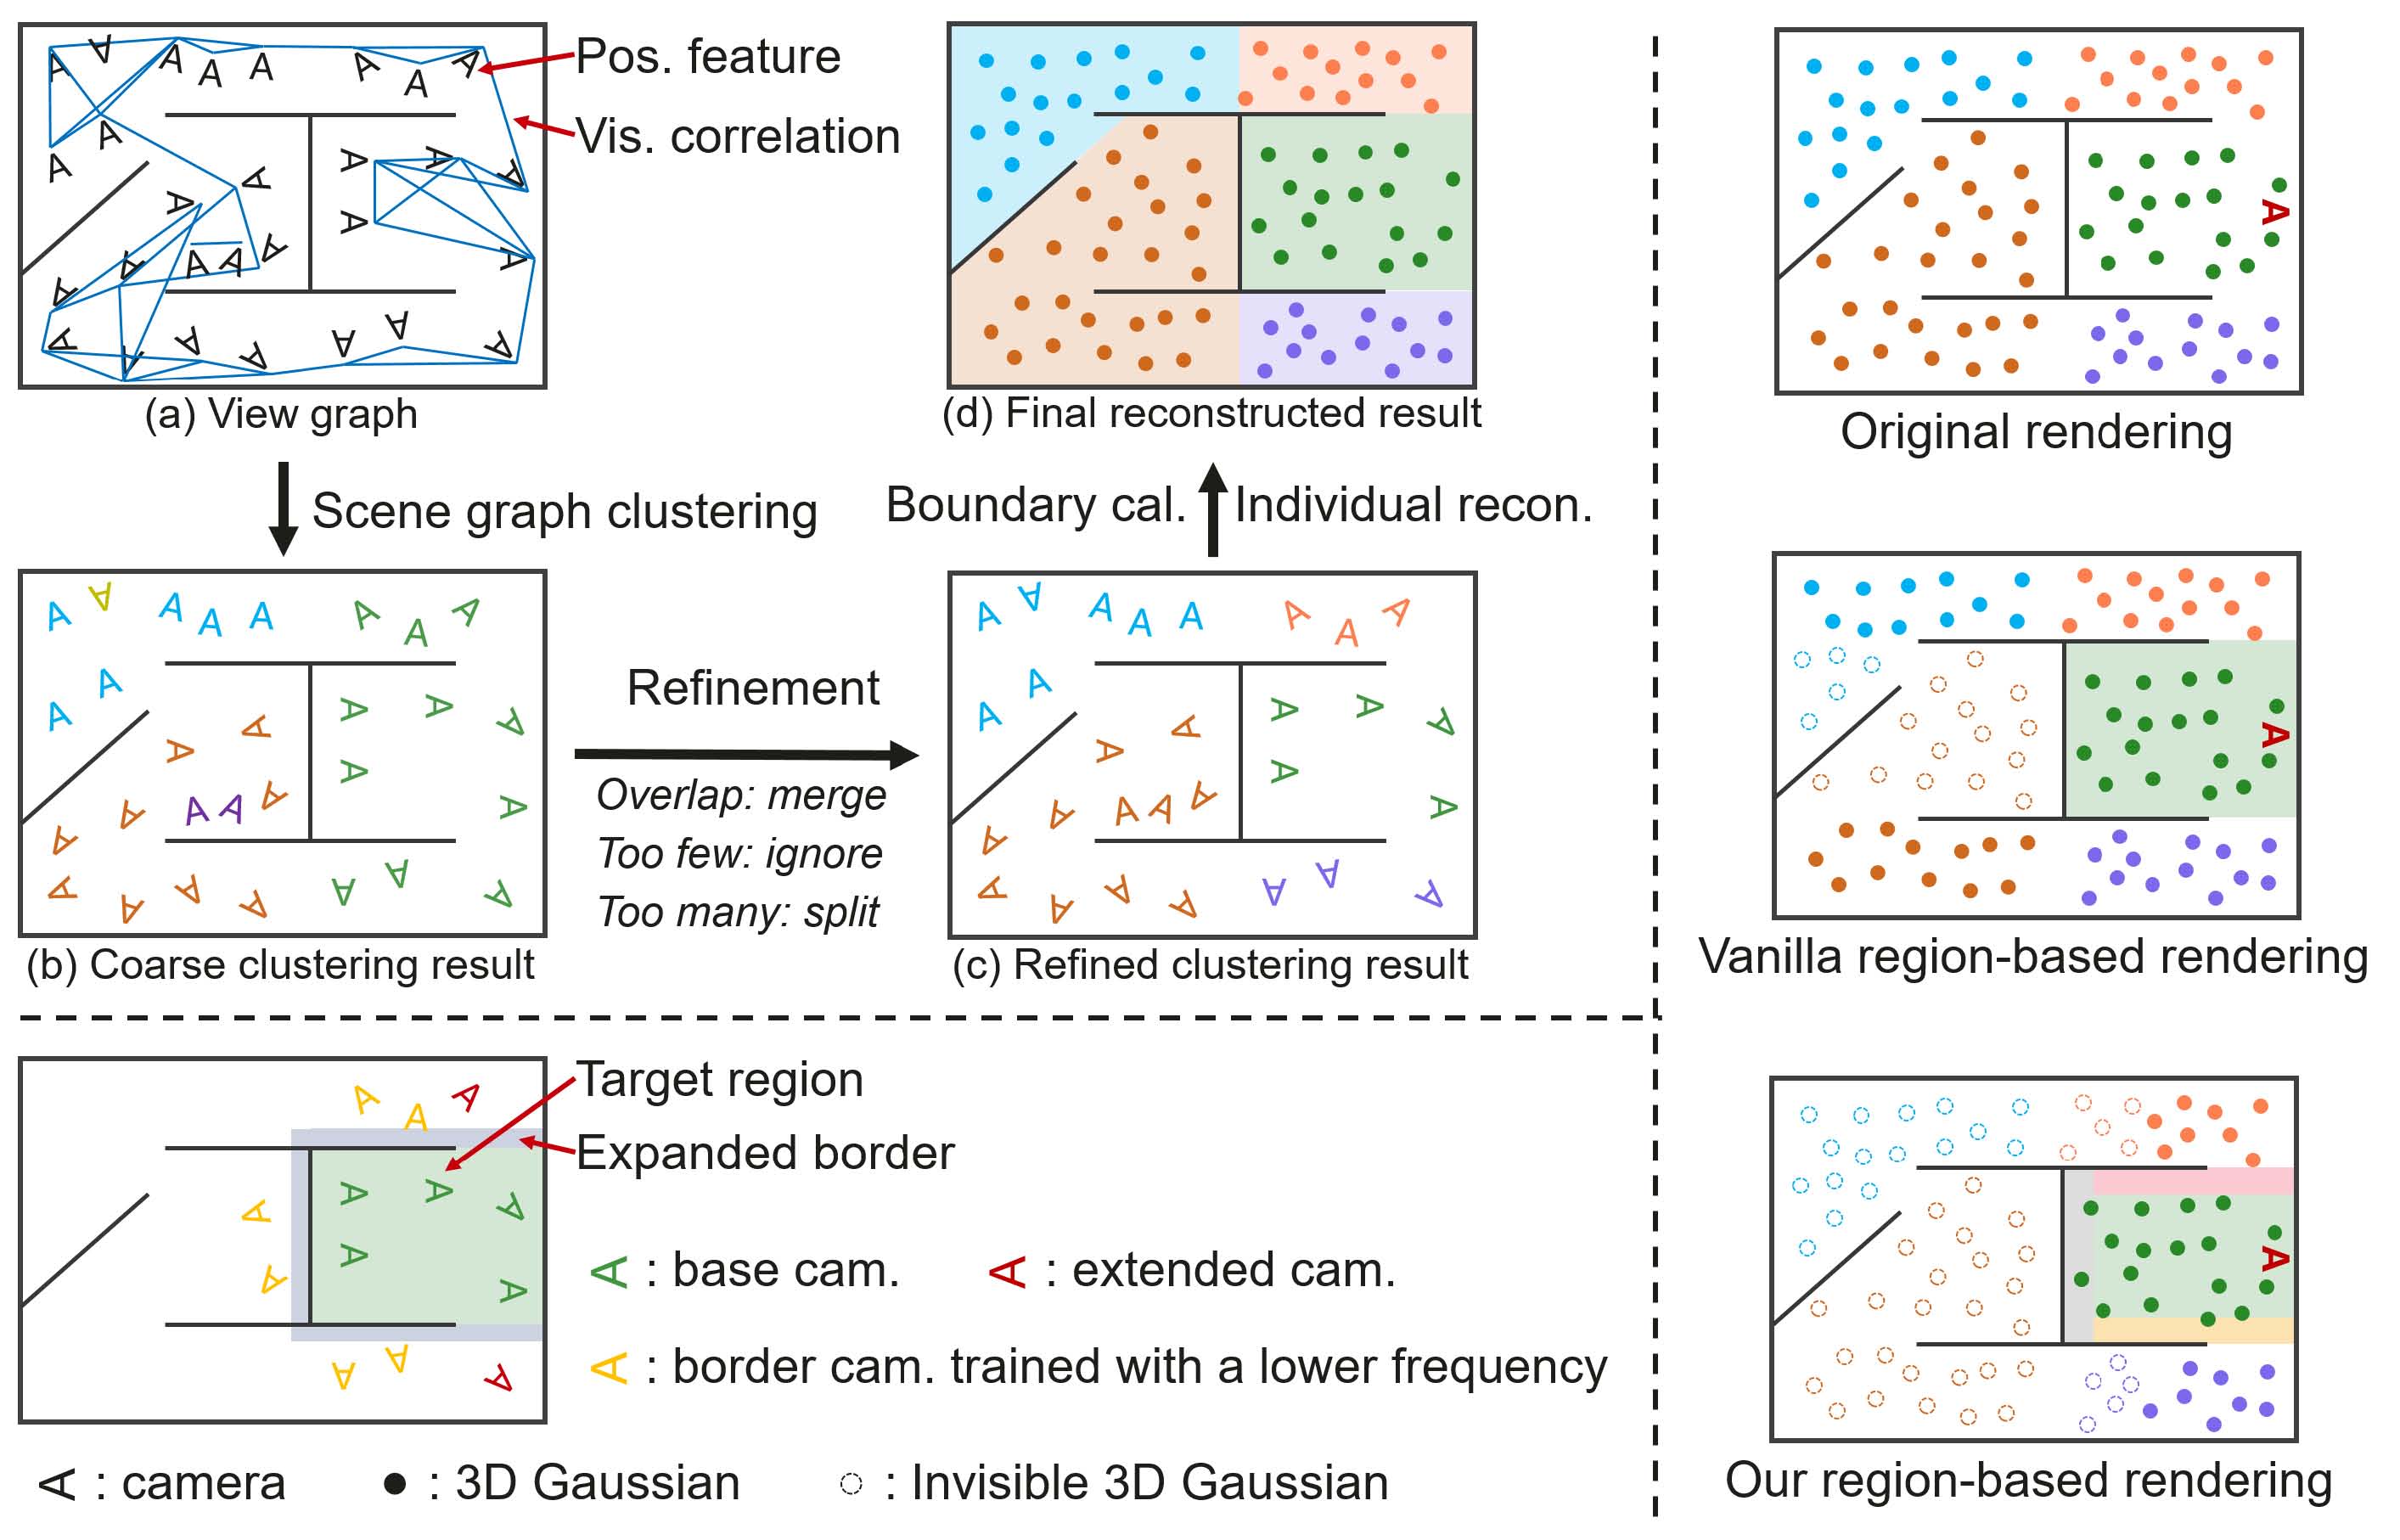 Pos. feature
Vis. correlation
(a) View graph
(d) Final reconstructed result
Original rendering
Scene graph clustering
Boundary cal.
Individual recon.
Refinement
Overlap: merge
Too few: ignore
Too many: split
(b) Coarse clustering result
(c) Refined clustering result
Vanilla region-based rendering
Target region
Expanded border
A : base cam.
A : extended cam.
A : border cam. trained with a lower frequency
A : camera
: 3D Gaussian
: Invisible 3D Gaussian
Our region-based rendering